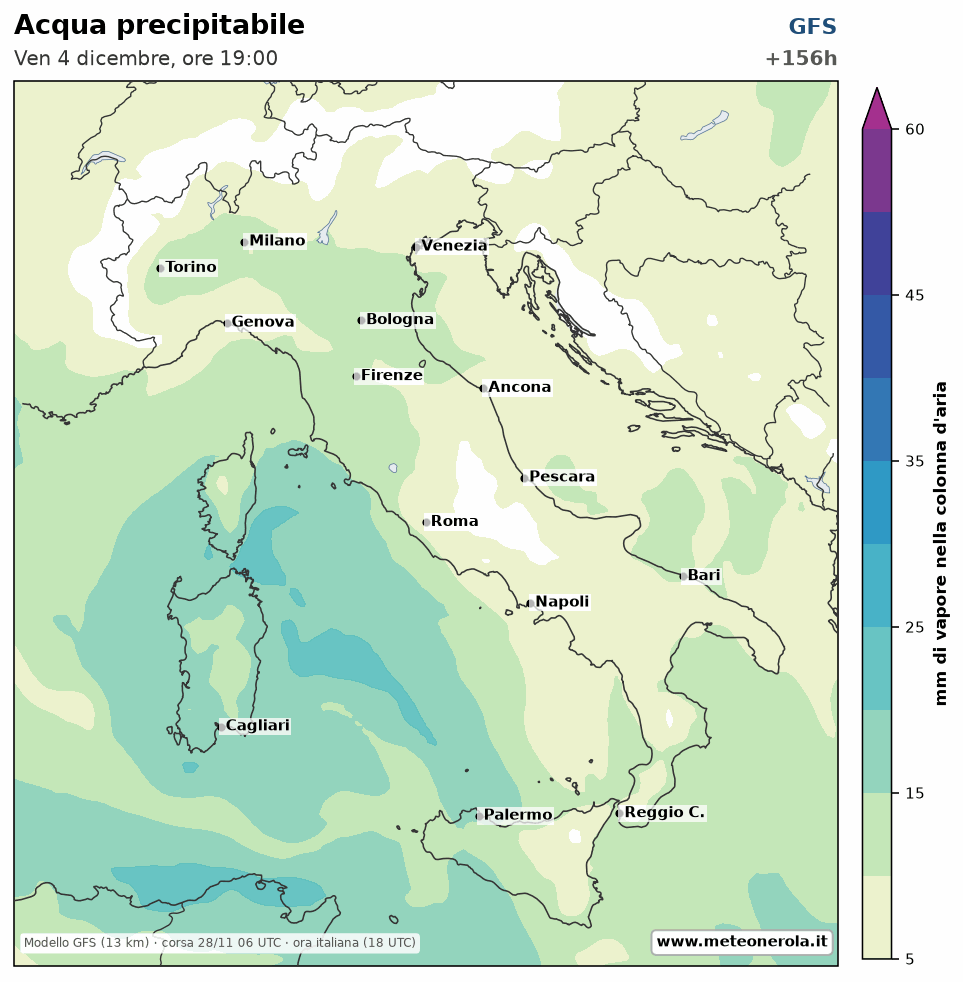 Acqua precipitabile
GFS
Ven 4 dicembre, ore 19:00
+156h
Milano
Venezia
Torino
Genova
Bologna
Firenze
Ancona
Pescara
Roma
Bari
Napoli
Cagliari
Palermo
Reggio C.
60
45
35
25
15
5
mm di vapore nella colonna d'aria
Modello GFS (13 km) · corsa 28/11 06 UTC · ora italiana (18 UTC)
www.meteonerola.it